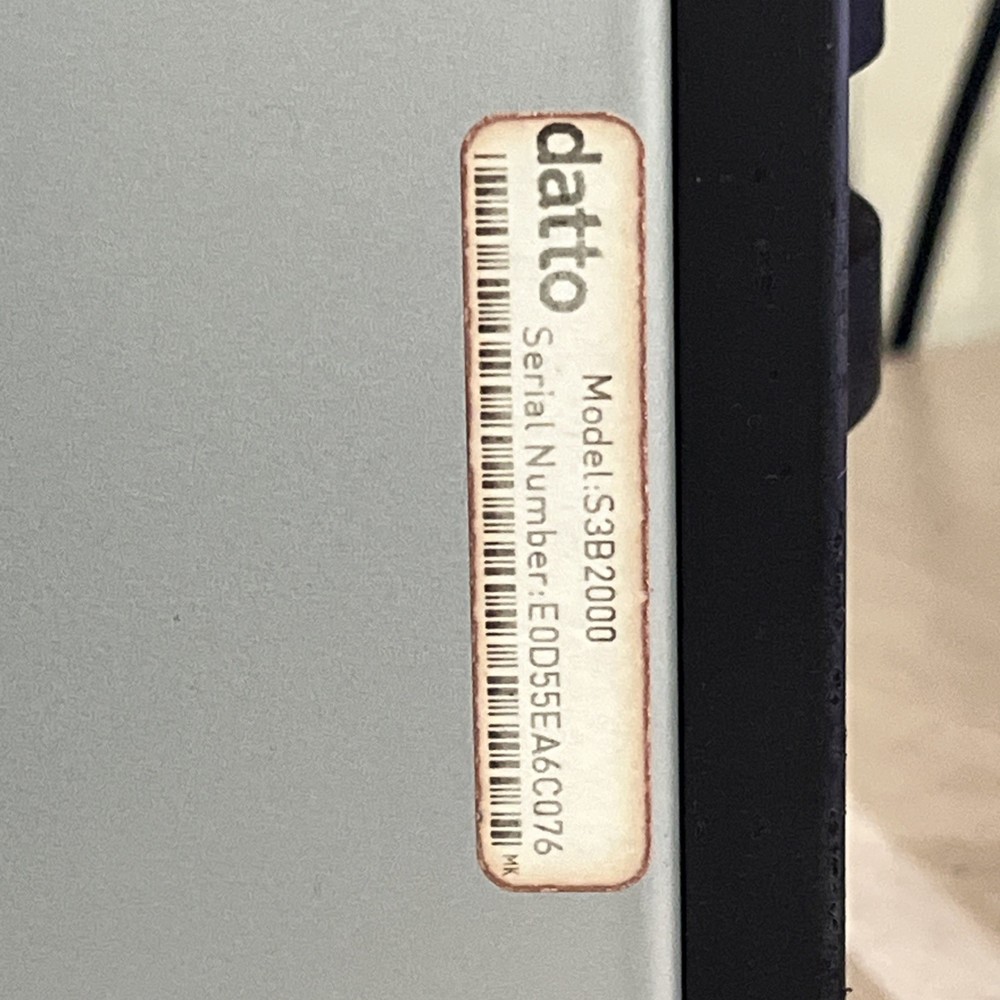 datto
Model:S3B2000
Serial Number:E0D55EA6C076
MK